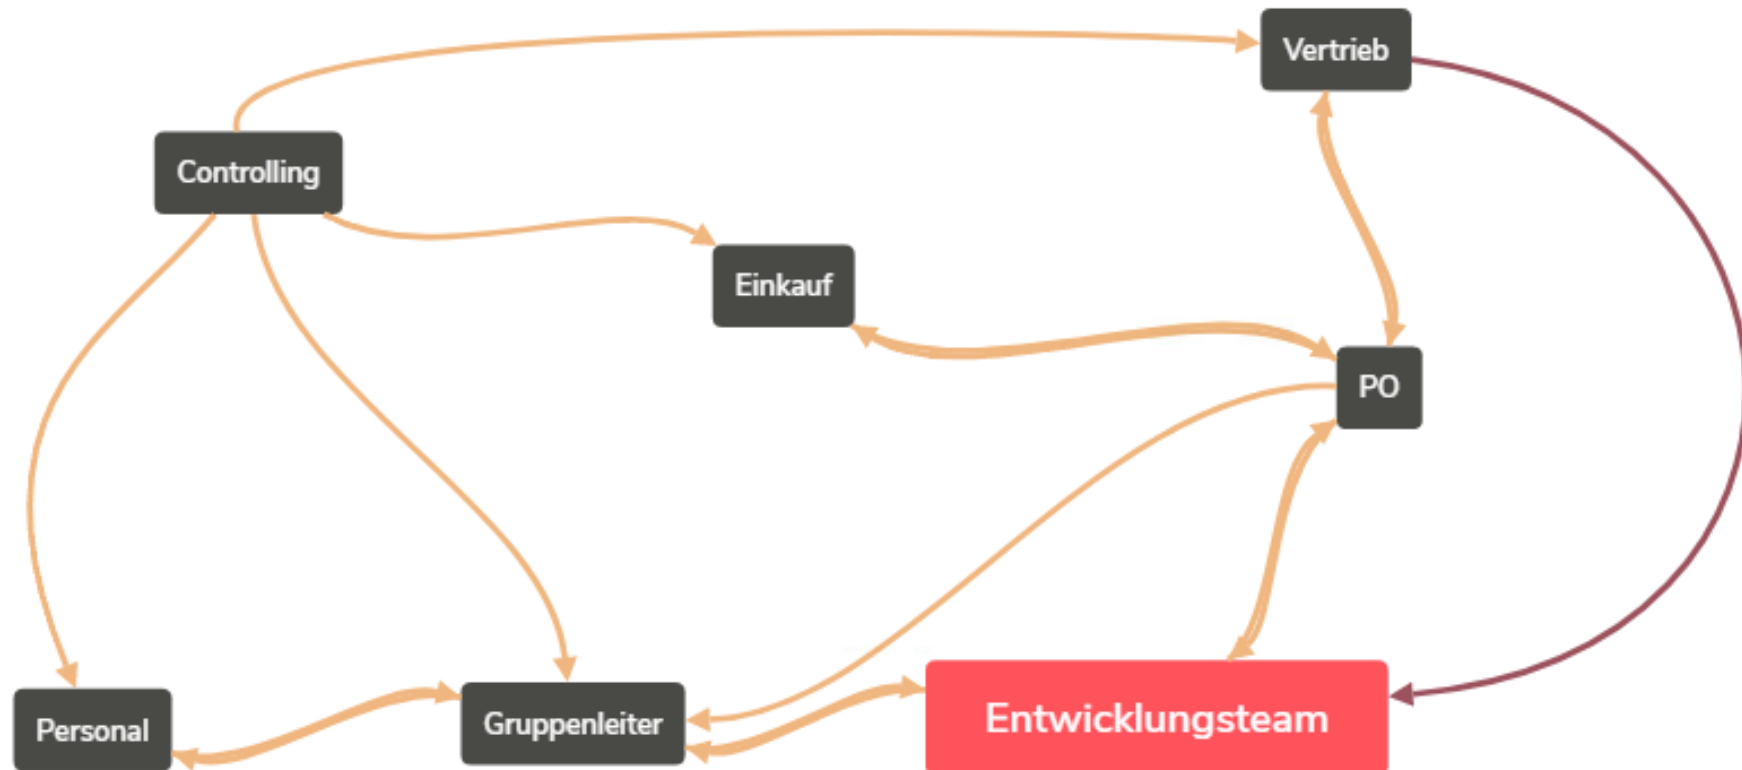 Vertrieb
Controlling
Einkauf
PO
Personal
Gruppenleiter
Entwicklungsteam